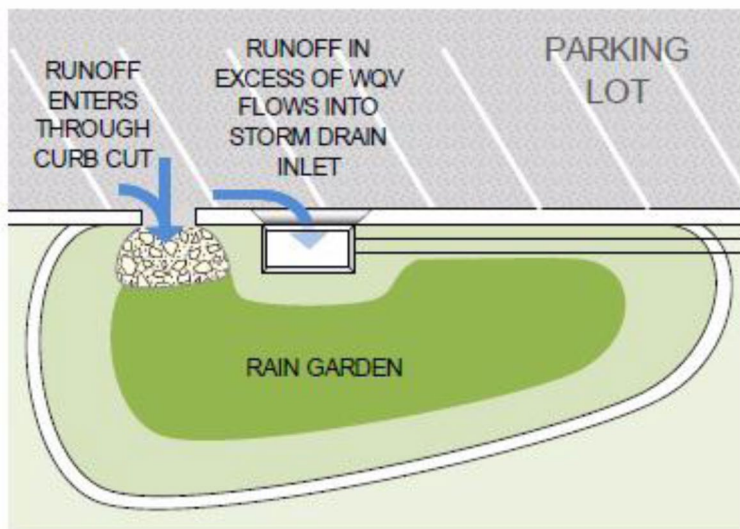 RUNOFF
ENTERS
THROUGH
CURB CUT
RUNOFF IN
EXCESS OF WQV
FLOWS INTO
STORM DRAIN
INLET
PARKING
LOT
RAIN GARDEN